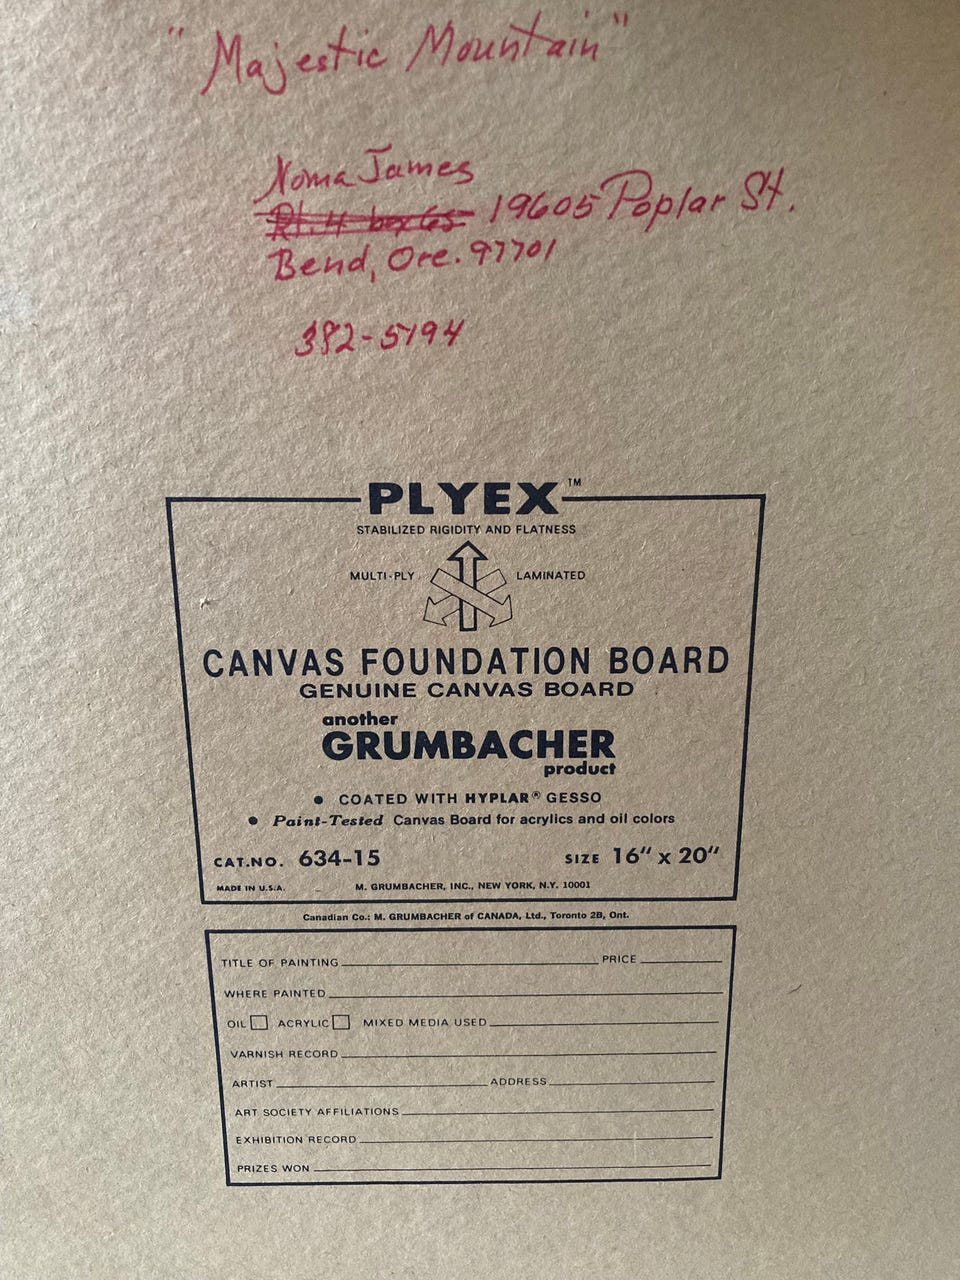 "Majestic Mountain"
Noma James
Rt. 4 box 65 19605 Poplar St.
Bend, Ore. 97701
382-5194
PLYEX™
STABILIZED RIGIDITY AND FLATNESS
MULTI-PLY LAMINATED
CANVAS FOUNDATION BOARD
GENUINE CANVAS BOARD
another
GRUMBACHER
product
• COATED WITH HYPLAR® GESSO
• Paint-Tested Canvas Board for acrylics and oil colors
CAT.NO. 634-15 SIZE 16" x 20"
MADE IN U.S.A. M. GRUMBACHER, INC., NEW YORK, N.Y. 10001
Canadian Co.: M. GRUMBACHER of CANADA, Ltd., Toronto 2B, Ont.
TITLE OF PAINTING PRICE
WHERE PAINTED
OIL ACRYLIC MIXED MEDIA USED
VARNISH RECORD
ARTIST ADDRESS
ART SOCIETY AFFILIATIONS
EXHIBITION RECORD
PRIZES WON